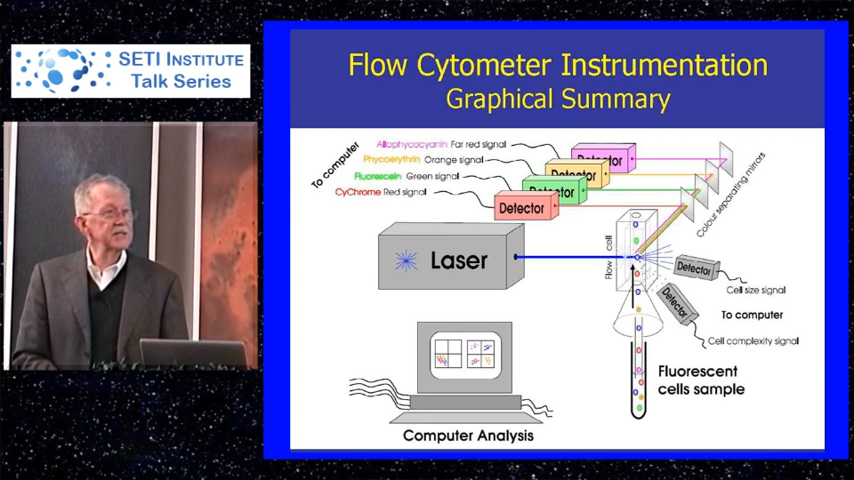 SETI INSTITUTE
Talk Series
Flow Cytometer Instrumentation
Graphical Summary
To computer
Allophycocyanin Far red signal
Phycoerythrin Orange signal
Fluorescein Green signal
CyChrome Red signal
Detector
Detector
Detector
Detector
Colour separating mirrors
Laser
Flow cell
Detector
Cell size signal
Detector
To computer
Cell complexity signal
Fluorescent
cells sample
Computer Analysis